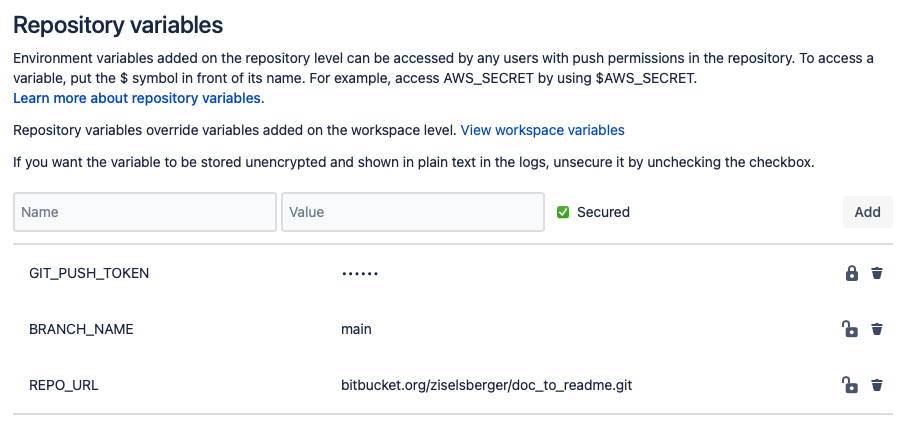 Repository variables
Environment variables added on the repository level can be accessed by any users with push permissions in the repository. To access a
variable, put the $ symbol in front of its name. For example, access AWS_SECRET by using $AWS_SECRET.
Learn more about repository variables.
Repository variables override variables added on the workspace level. View workspace variables
If you want the variable to be stored unencrypted and shown in plain text in the logs, unsecure it by unchecking the checkbox.
Name Value Secured Add
GIT_PUSH_TOKEN ••••••
BRANCH_NAME main
REPO_URL bitbucket.org/ziselsberger/doc_to_readme.git